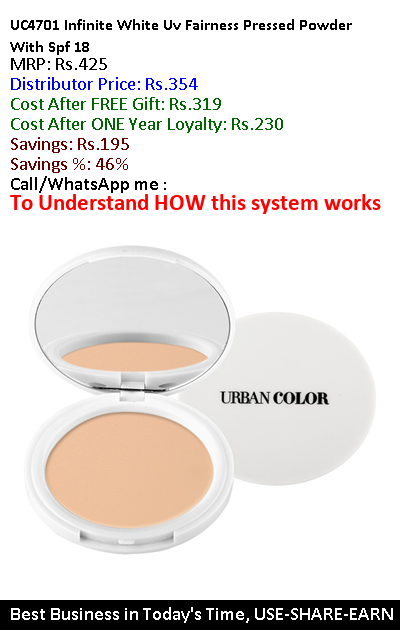 UC4701 Infinite White Uv Fairness Pressed Powder
With Spf 18
MRP: Rs.425
Distributor Price: Rs.354
Cost After FREE Gift: Rs.319
Cost After ONE Year Loyalty: Rs.230
Savings: Rs.195
Savings %: 46%
Call/WhatsApp me :
To Understand HOW this system works
URBAN COLOR
Best Business in Today's Time, USE-SHARE-EARN